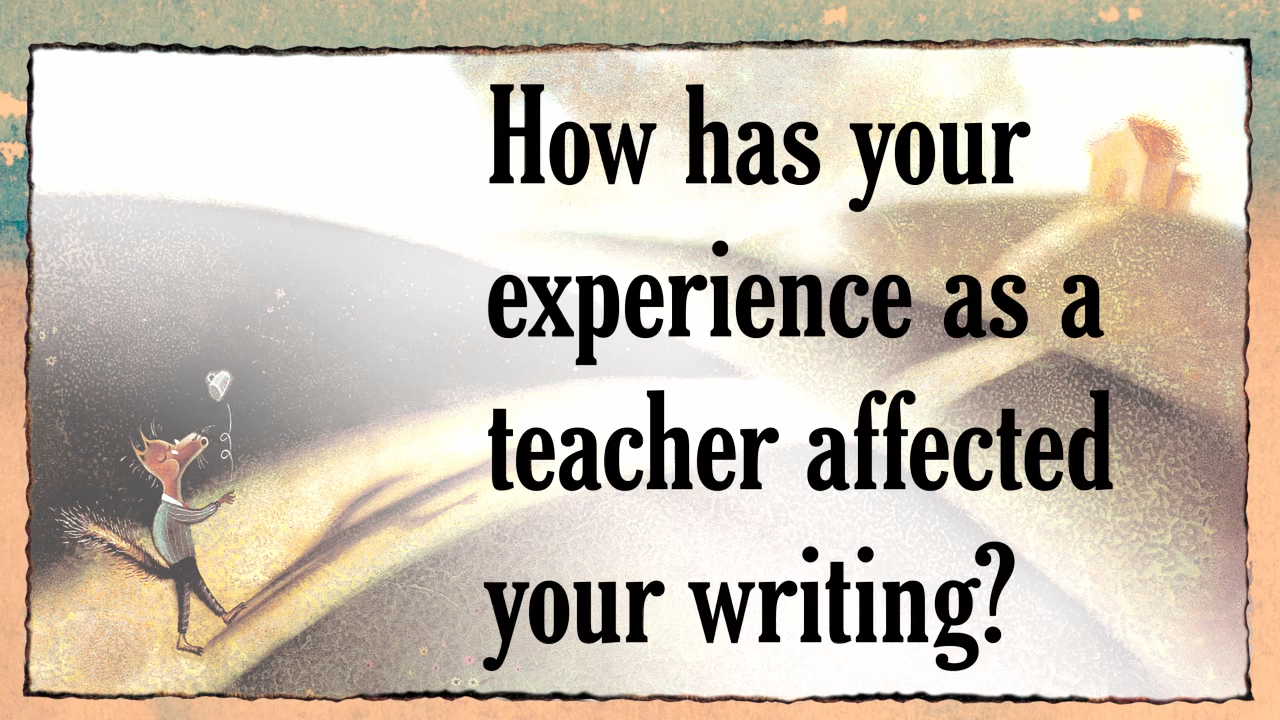 How has your
experience as a
teacher affected
your writing?